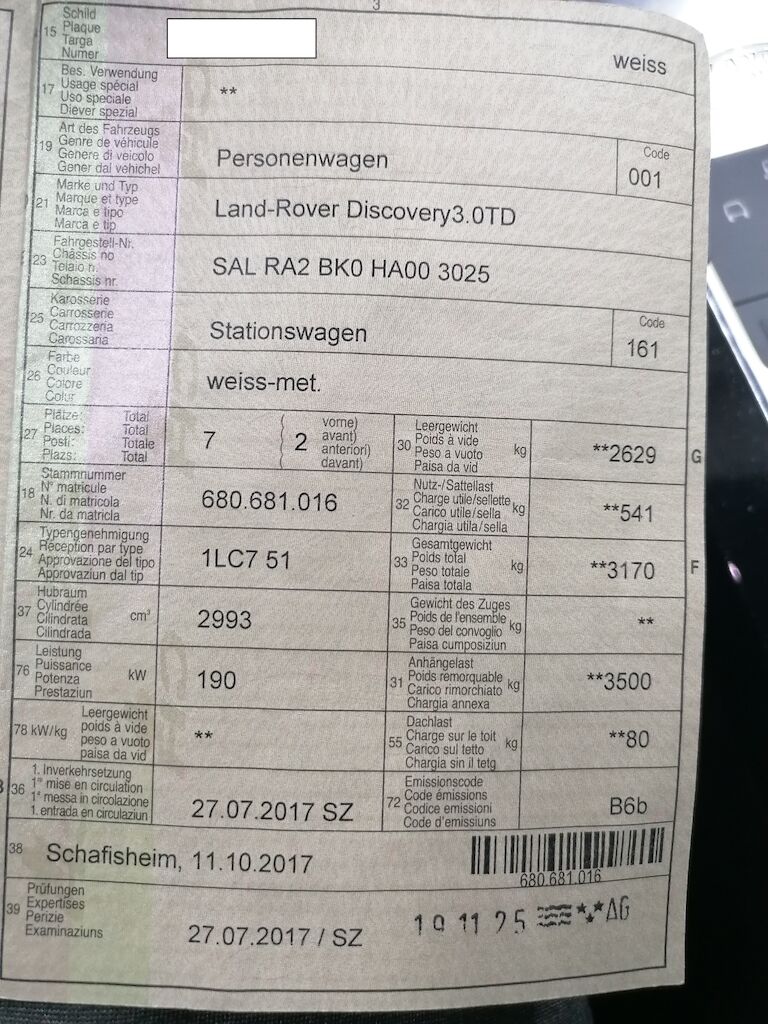 3
15 Schild
Plaque
Targa
Numer
weiss
17 Bes. Verwendung
Usage spécial
Uso speciale
Diever spezial
**
19 Art des Fahrzeugs
Genre de véhicule
Genere di veicolo
Gener dal vehichel
Personenwagen
Code
001
21 Marke und Typ
Marque et type
Marca e tipo
Marca e tip
Land-Rover Discovery3.0TD
23 Fahrgestell-Nr.
Châssis no
Telaio n.
Schassis nr.
SAL RA2 BK0 HA00 3025
25 Karosserie
Carrosserie
Carrozzeria
Carossaria
Stationswagen
Code
161
26 Farbe
Couleur
Colore
Colur
weiss-met.
27 Plätze: Total
Places: Total
Posti: Totale
Plazs: Total
7
2
vorne)
avant)
anteriori)
davant)
30 Leergewicht
Poids à vide
Peso a vuoto
Paisa da vid
kg
**2629
G
18 Stammnummer
N° matricule
N. di matricola
Nr. da matricla
680.681.016
32 Nutz-/Sattellast
Charge utile/sellette
Carico utile/sella
Chargia utila/sella
kg
**541
24 Typengenehmigung
Réception par type
Approvazione del tipo
Approvaziun dal tip
1LC7 51
33 Gesamtgewicht
Poids total
Peso totale
Paisa totala
kg
**3170
F
37 Hubraum
Cylindrée
Cilindrata
Cilindrada
cm³
2993
35 Gewicht des Zuges
Poids de l'ensemble
Peso del convoglio
Paisa cumposiziun
kg
**
76 Leistung
Puissance
Potenza
Prestaziun
kW
190
31 Anhängelast
Poids remorquable
Carico rimorchiato
Chargia annexa
kg
**3500
78 kW/kg
Leergewicht
poids à vide
peso a vuoto
paisa da vid
**
55 Dachlast
Charge sur le toit
Carico sul tetto
Chargia sin il tetg
kg
**80
36 1. Inverkehrsetzung
1re mise en circulation
1a messa in circolazione
1. entrada en circulaziun
27.07.2017 SZ
72 Emissionscode
Code émissions
Codice emissioni
Code d'emissiuns
B6b
38 Schafisheim, 11.10.2017
680.681.016
39 Prüfungen
Expertises
Perizie
Examinaziuns
27.07.2017 / SZ
19 11 25
AG